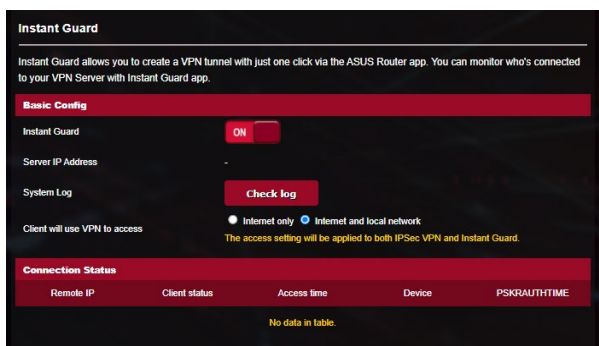 Instant Guard
Instant Guard allows you to create a VPN tunnel with just one click via the ASUS Router app. You can monitor who's connected
to your VPN Server with Instant Guard app.
Basic Config
Instant Guard
ON
Server IP Address
-
System Log
Check log
Client will use VPN to access
Internet only Internet and local network
The access setting will be applied to both IPSec VPN and Instant Guard.
Connection Status
Remote IP Client status Access time Device PSKRAUTHTIME
No data in table.